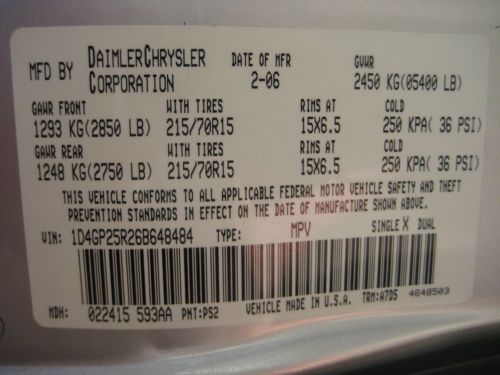 MFD BY DAIMLERCHRYSLER CORPORATION DATE OF MFR 2-06 GVWR 2450 KG(05400 LB)
GAWR FRONT WITH TIRES RIMS AT COLD
1293 KG(2850 LB) 215/70R15 15X6.5 250 KPA( 36 PSI)
GAWR REAR WITH TIRES RIMS AT COLD
1248 KG(2750 LB) 215/70R15 15X6.5 250 KPA( 36 PSI)
THIS VEHICLE CONFORMS TO ALL APPLICABLE FEDERAL MOTOR VEHICLE SAFETY AND THEFT
PREVENTION STANDARDS IN EFFECT ON THE DATE OF MANUFACTURE SHOWN ABOVE.
VIN: 1D4GP25R26B648484 TYPE: MPV SINGLE X DUAL
MDH: 022415 593AA PNT:PS2 VEHICLE MADE IN U.S.A. TRM:A7D5 4648503